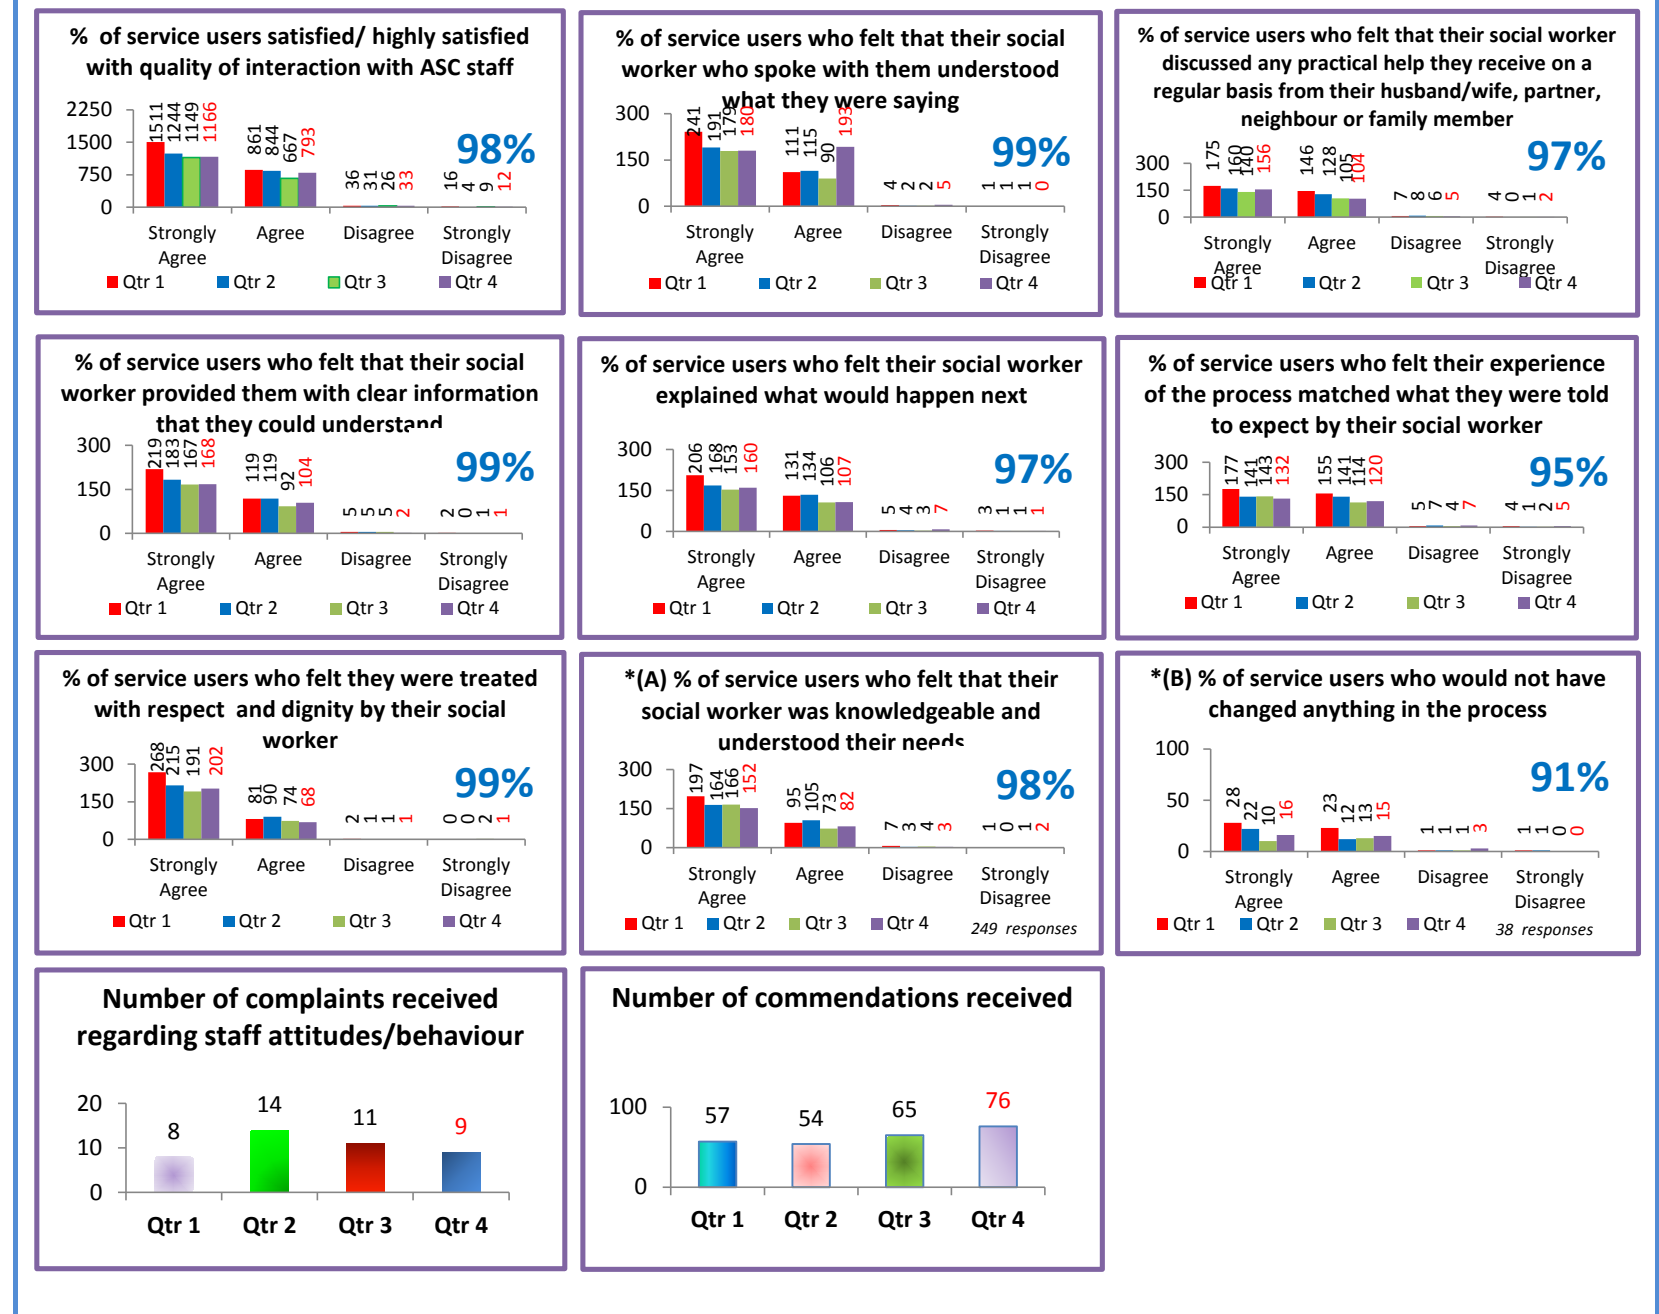 % of service users satisfied/ highly satisfied
with quality of interaction with ASC staff
2250
1500
750
0
1511
1244
1149
1166
861
844
667
793
36
31
26
33
16
4
9
12
98%
Strongly Agree
Agree
Disagree
Strongly Disagree
Qtr 1
Qtr 2
Qtr 3
Qtr 4
% of service users who felt that their social
worker who spoke with them understood
what they were saying
300
150
0
241
191
179
180
111
115
90
193
4
2
2
5
1
1
1
0
99%
Strongly Agree
Agree
Disagree
Strongly Disagree
Qtr 1
Qtr 2
Qtr 3
Qtr 4
% of service users who felt that their social worker
discussed any practical help they receive on a
regular basis from their husband/wife, partner,
neighbour or family member
300
150
0
175
160
140
156
146
128
105
104
7
8
6
5
4
0
1
2
97%
Strongly Agree
Agree
Disagree
Strongly Disagree
Qtr 1
Qtr 2
Qtr 3
Qtr 4
% of service users who felt that their social
worker provided them with clear information
that they could understand
300
150
0
219
183
167
168
119
119
92
104
5
5
5
2
2
0
1
1
99%
Strongly Agree
Agree
Disagree
Strongly Disagree
Qtr 1
Qtr 2
Qtr 3
Qtr 4
% of service users who felt their social worker
explained what would happen next
300
150
0
206
168
153
160
131
134
106
107
5
4
3
7
3
1
1
1
97%
Strongly Agree
Agree
Disagree
Strongly Disagree
Qtr 1
Qtr 2
Qtr 3
Qtr 4
% of service users who felt their experience
of the process matched what they were told
to expect by their social worker
300
150
0
177
141
143
132
155
141
114
120
5
7
4
7
4
1
2
5
95%
Strongly Agree
Agree
Disagree
Strongly Disagree
Qtr 1
Qtr 2
Qtr 3
Qtr 4
% of service users who felt they were treated
with respect and dignity by their social
worker
300
150
0
268
215
191
202
81
90
74
68
2
1
1
1
0
0
2
1
99%
Strongly Agree
Agree
Disagree
Strongly Disagree
Qtr 1
Qtr 2
Qtr 3
Qtr 4
*(A) % of service users who felt that their
social worker was knowledgeable and
understood their needs
300
150
0
197
164
166
152
95
105
73
82
7
3
4
3
1
0
1
2
98%
Strongly Agree
Agree
Disagree
Strongly Disagree
Qtr 1
Qtr 2
Qtr 3
Qtr 4
249 responses
*(B) % of service users who would not have
changed anything in the process
100
50
0
28
22
10
16
23
12
13
15
1
1
1
3
1
1
0
0
91%
Strongly Agree
Agree
Disagree
Strongly Disagree
Qtr 1
Qtr 2
Qtr 3
Qtr 4
38 responses
Number of complaints received
regarding staff attitudes/behaviour
20
10
0
8
14
11
9
Qtr 1
Qtr 2
Qtr 3
Qtr 4
Number of commendations received
100
0
57
54
65
76
Qtr 1
Qtr 2
Qtr 3
Qtr 4